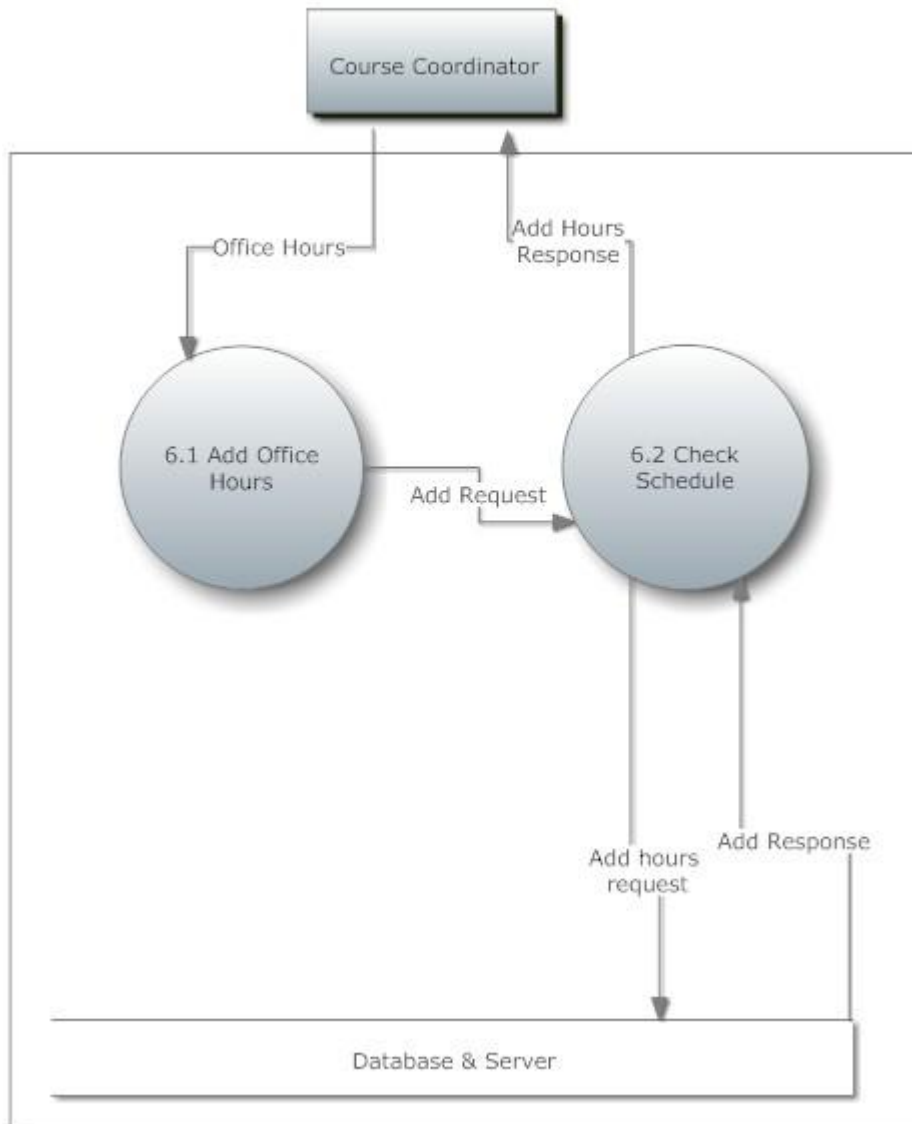 Course Coordinator
Office Hours
Add Hours
Response
6.1 Add Office
Hours
6.2 Check
Schedule
Add Request
Add hours
request
Add Response
Database & Server